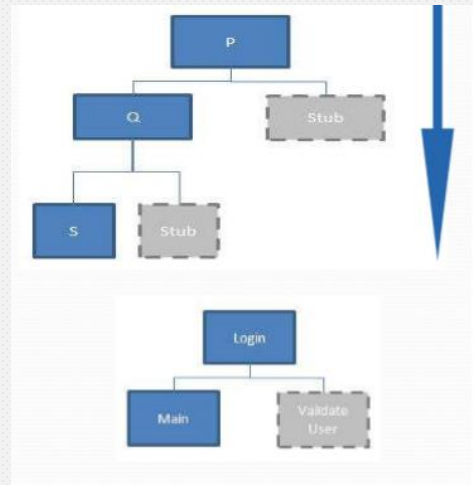 P
Q
Stub
S
Stub
Login
Main
Validate
User